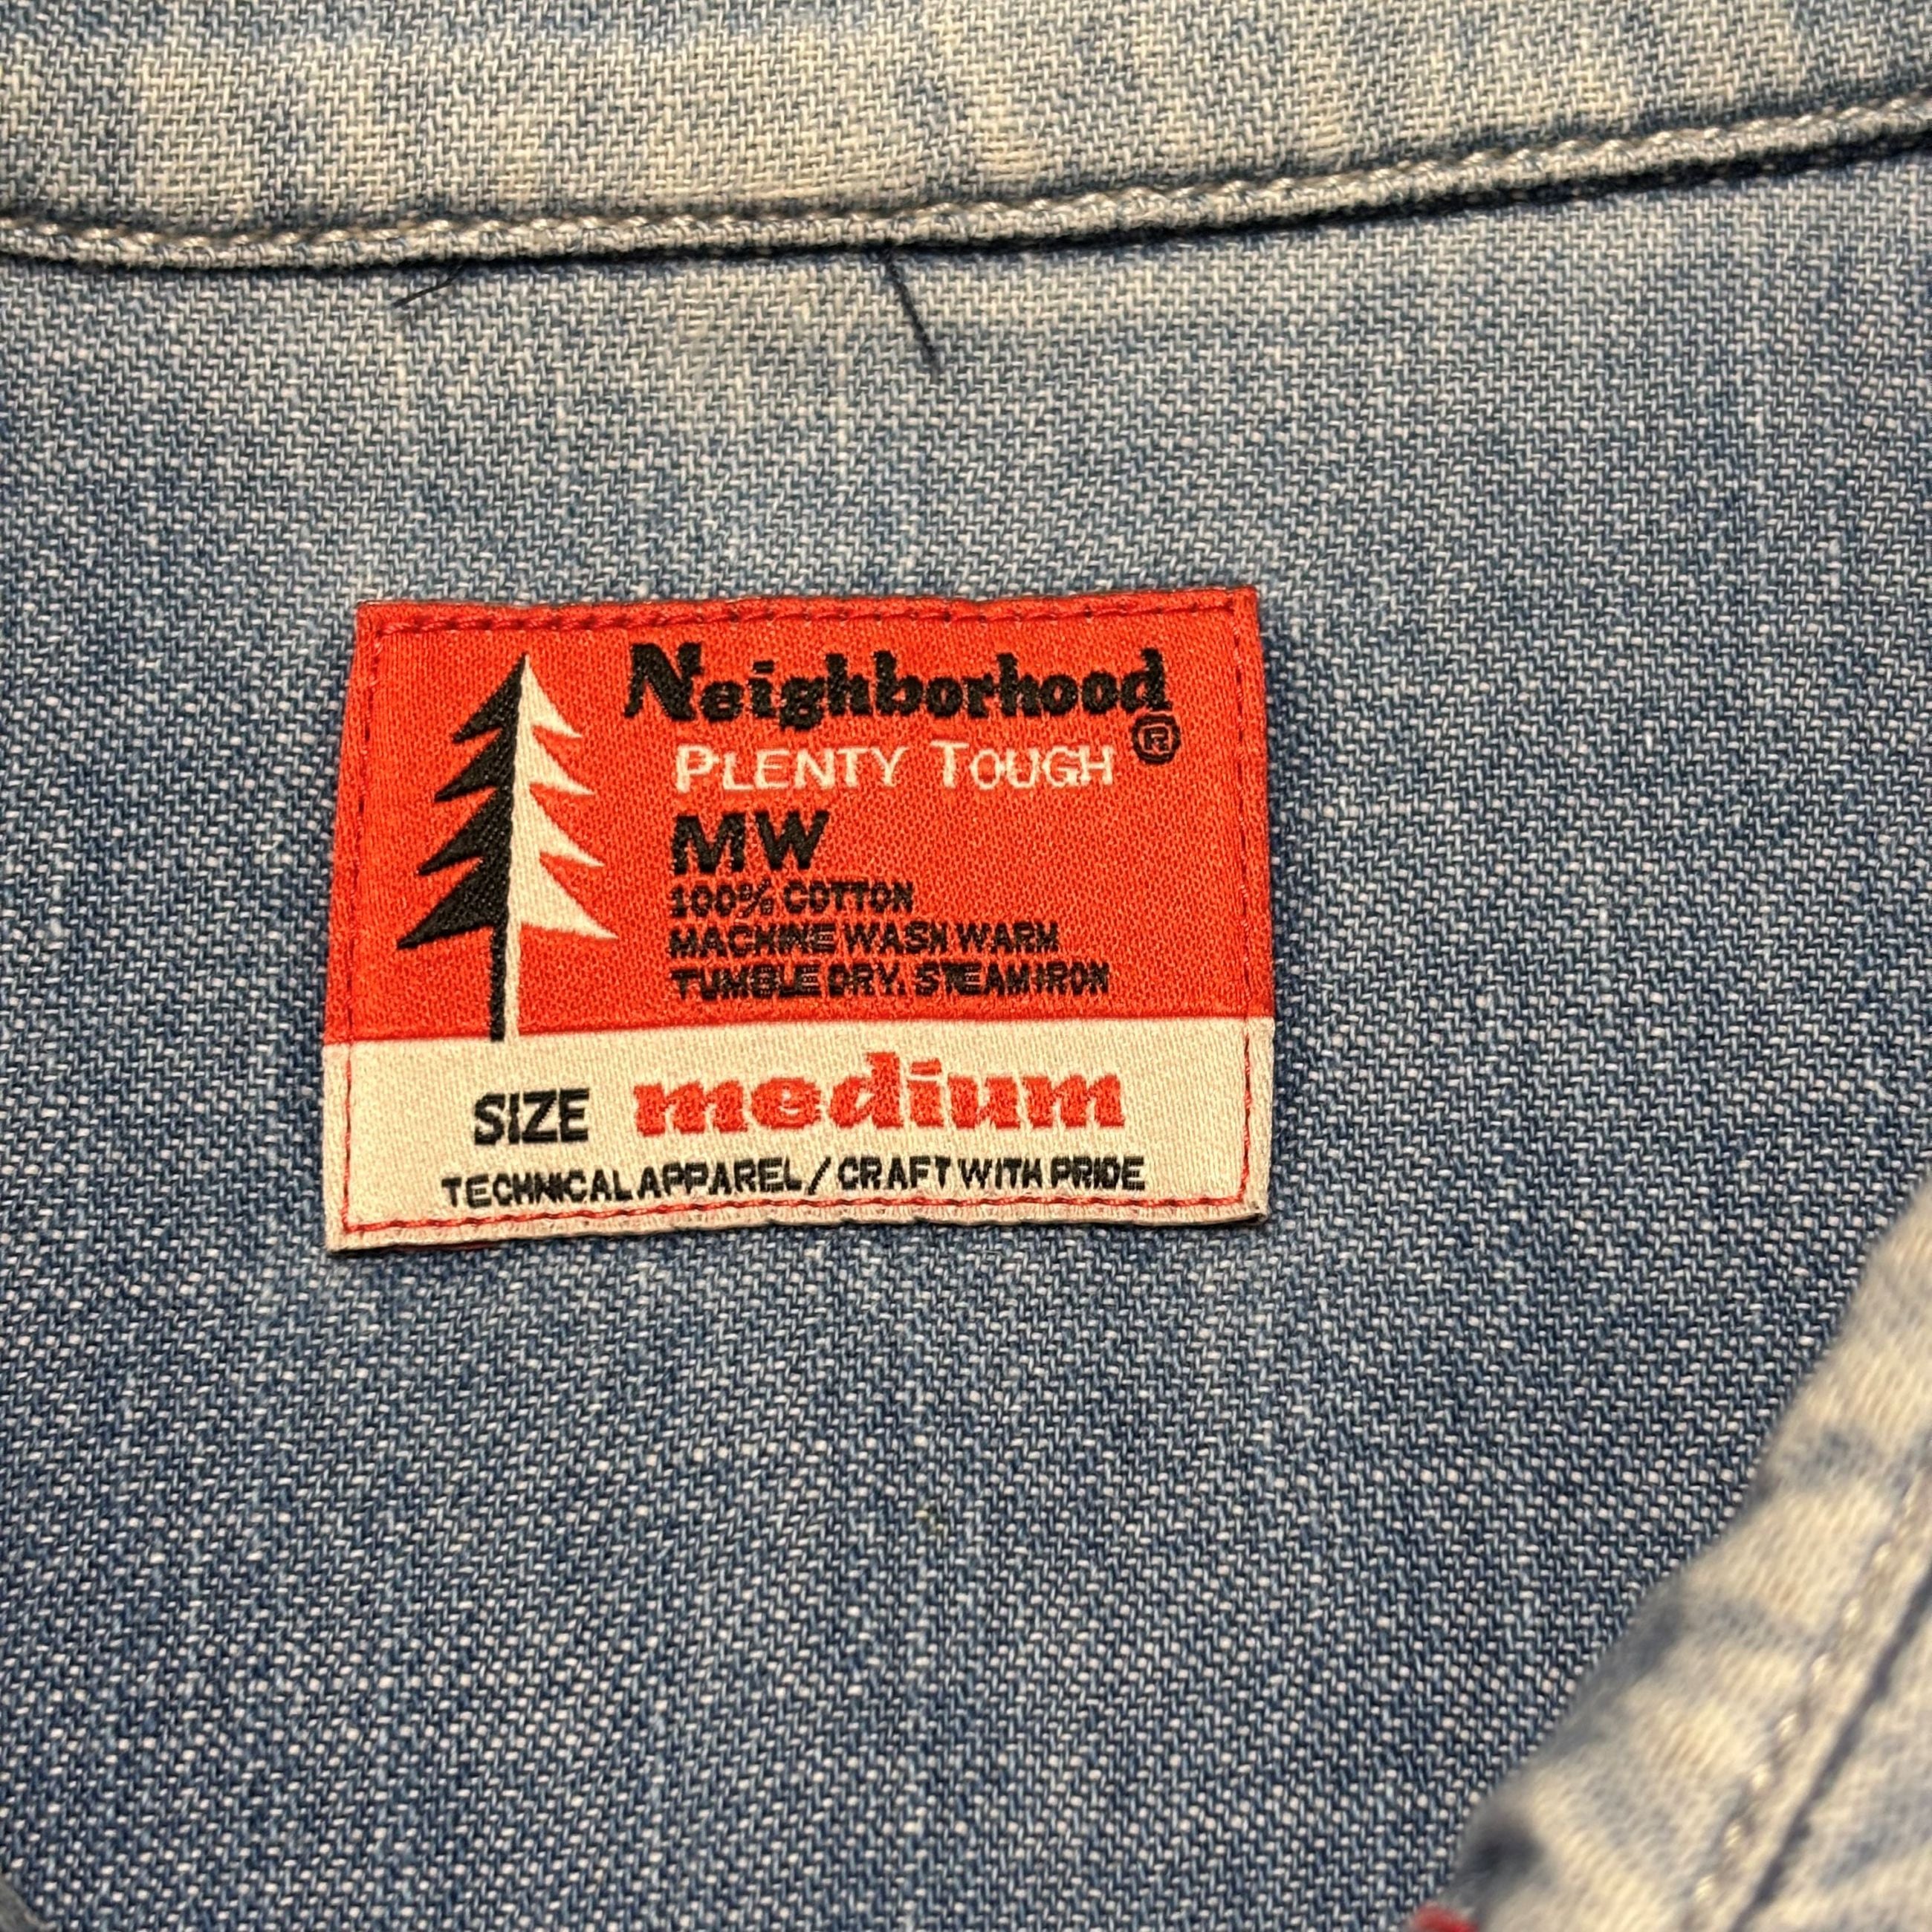 Neighborhood®
PLENTY TOUGH
MW
100% COTTON
MACHINE WASH WARM
TUMBLE DRY. STEAM IRON
SIZE medium
TECHNICAL APPAREL / CRAFT WITH PRIDE